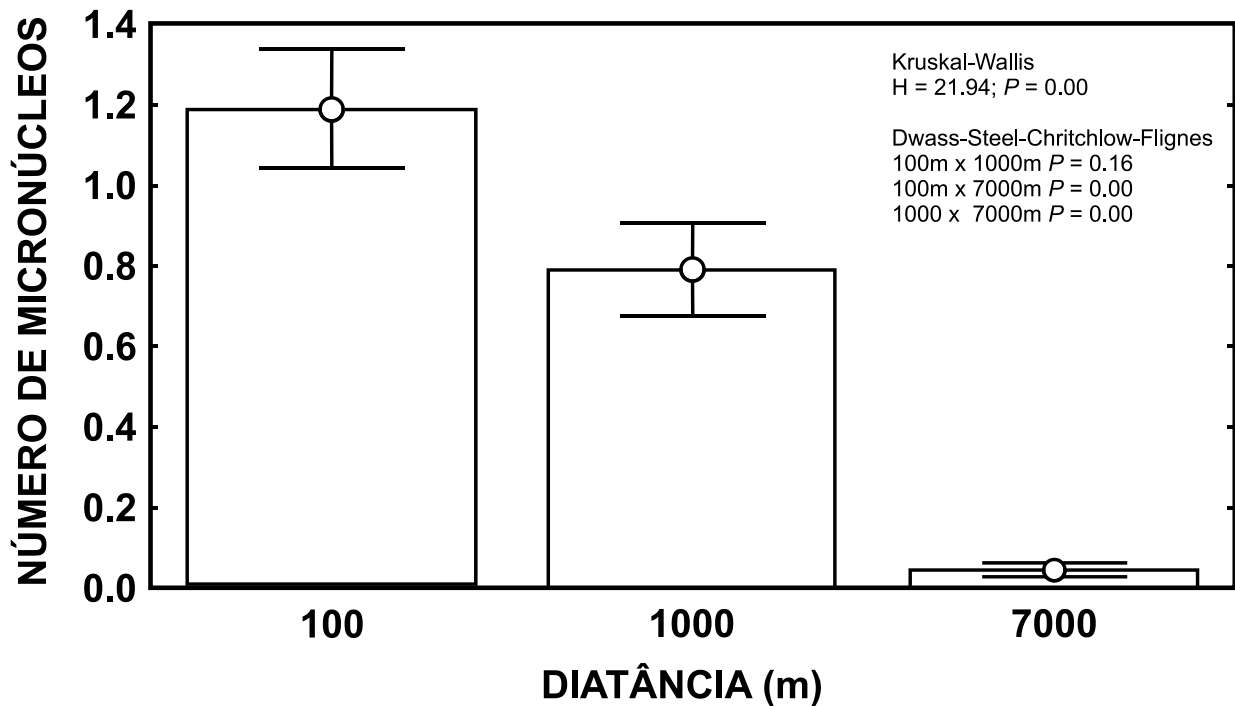 NÚMERO DE MICRONÚCLEOS
1.4
1.2
1.0
0.8
0.6
0.4
0.2
0.0
Kruskal-Wallis
H = 21.94; P = 0.00
Dwass-Steel-Chritchlow-Flignes
100m x 1000m P = 0.16
100m x 7000m P = 0.00
1000 x 7000m P = 0.00
100
1000
7000
DIATÂNCIA (m)